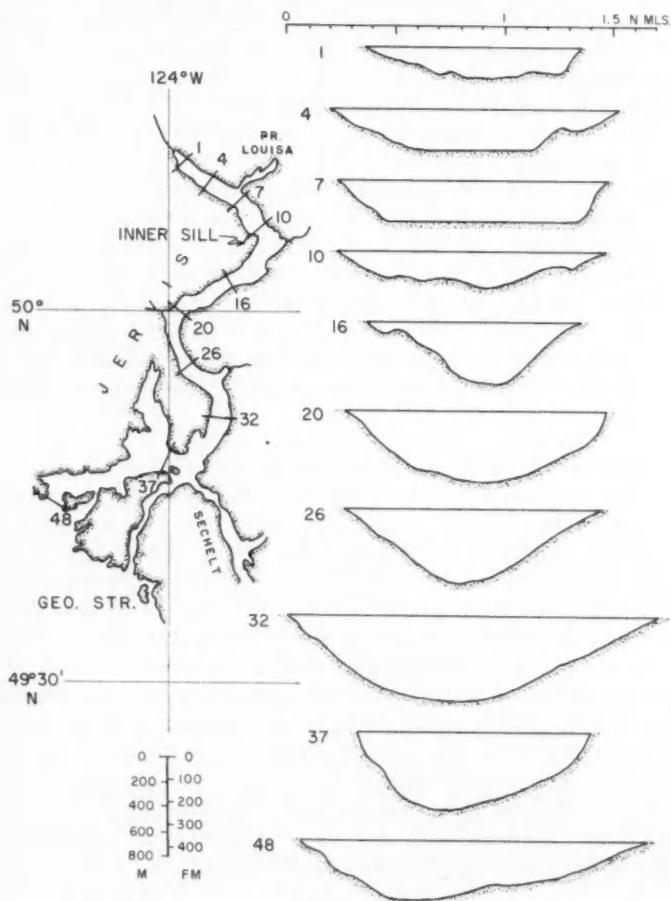 0 1 1.5 N MLS.
124°W
1
4
7
10
16
20
26
32
37
48
PR. LOUISA
1
4
7
10
INNER SILL
16
50° N
20
26
JERVIS
32
37
48
SECHELT
GEO. STR.
49°30' N
0 0
200 100
400 200
600 300
800 400
M FM